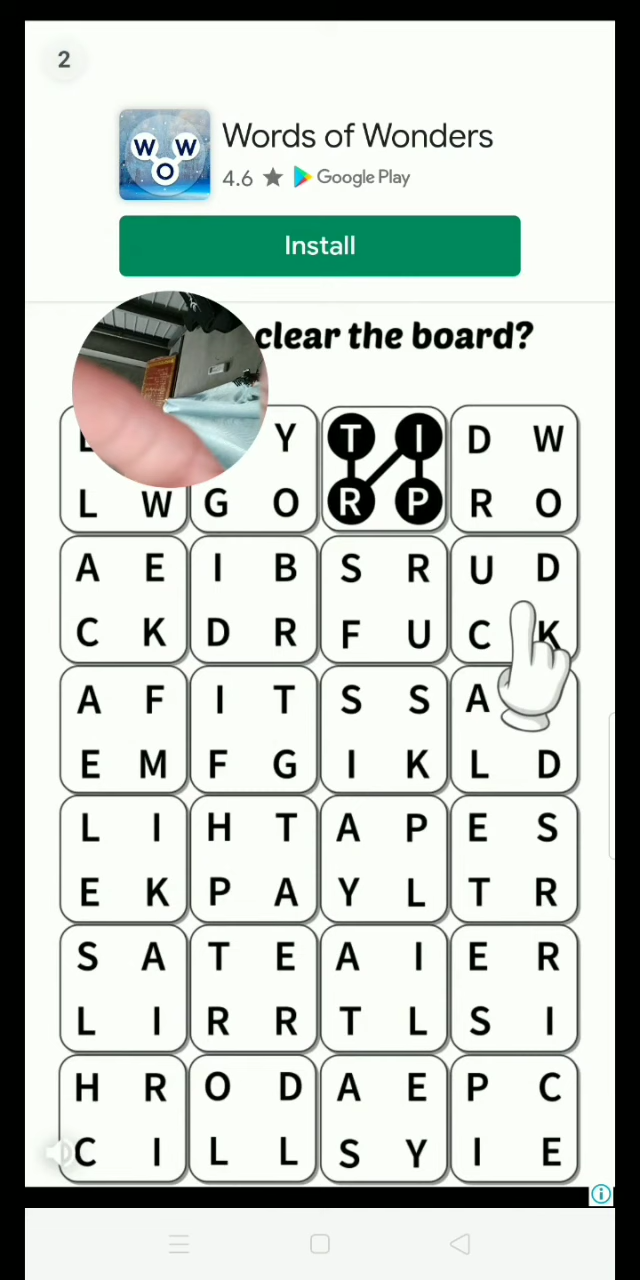 2
Words of Wonders
W W
O
4.6 ★ Google Play
Install
clear the board?
Y T I D W
L W G O R P R O
A E I B S R U D
C K D R F U C K
A F I T S S A
E M F G I K L D
L I H T A P E S
E K P A Y L T R
S A T E A I E R
L I R R T L S I
H R O D A E P C
C I L L S Y I E